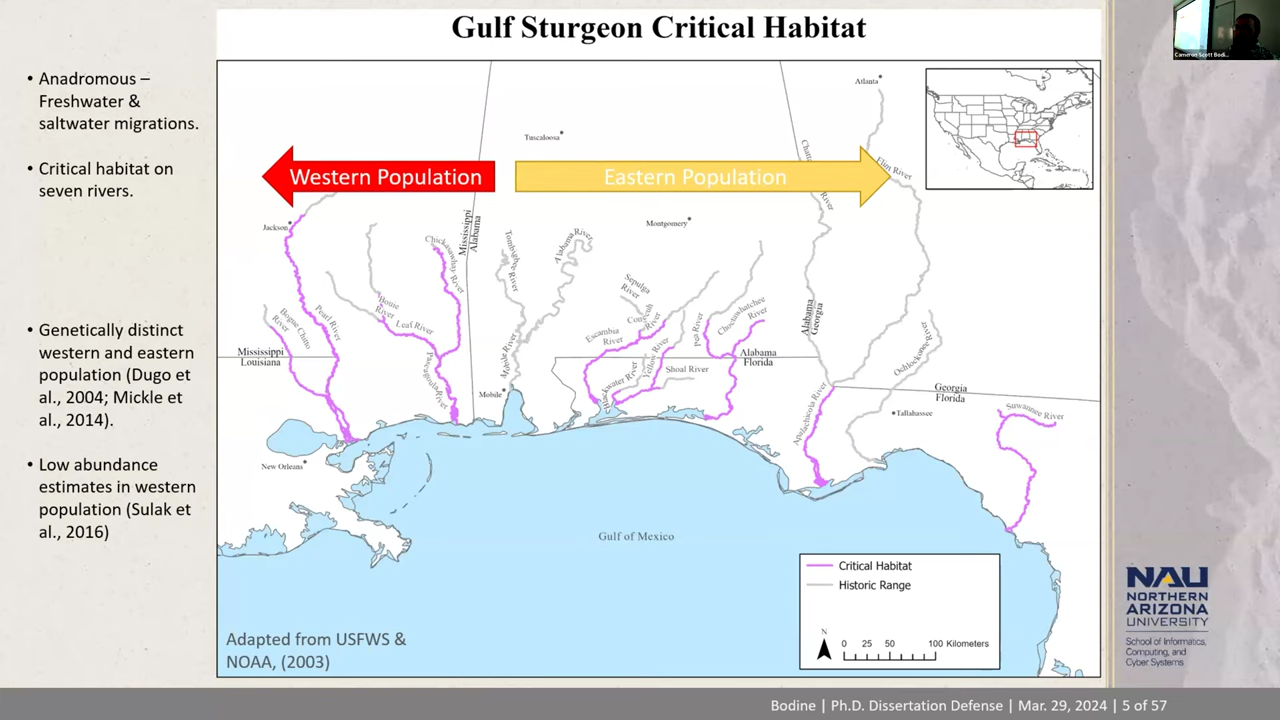 Gulf Sturgeon Critical Habitat
• Anadromous –
Freshwater &
saltwater migrations.
• Critical habitat on
seven rivers.
• Genetically distinct
western and eastern
population (Dugo et
al., 2004; Mickle et
al., 2014).
• Low abundance
estimates in western
population (Sulak et
al., 2016)
Western Population
Eastern Population
Atlanta
Tuscaloosa
Flint River
River
Jackson
Montgomery
Mississippi
Alabama
Chickasawhay River
Tombigbee River
Alabama River
Sepulga
River
Bogue Chitto
River
Pearl River
Houie
River
Leaf River
Pascagoula River
Mobile River
Mobile
Escambia
River
Conecuh
River
Blackwater River
Yellow River
Shoal River
Pea River
Choctawhatchee
River
Alabama
Georgia
Alabama
Florida
Mississippi
Louisiana
Ochlockonee River
Georgia
Florida
Apalachicola River
Tallahassee
Suwannee River
New Orleans
Gulf of Mexico
Critical Habitat
Historic Range
N
0 25 50 100 Kilometers
Adapted from USFWS &
NOAA, (2003)
Cameron Scott Bodi...
NAU
NORTHERN
ARIZONA
UNIVERSITY
School of Informatics,
Computing, and
Cyber Systems
Bodine | Ph.D. Dissertation Defense | Mar. 29, 2024 | 5 of 57